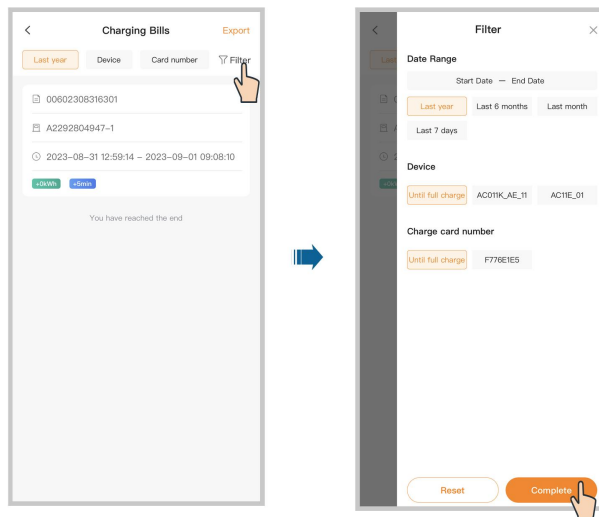 Charging Bills Export
Last year Device Card number Filter
00602308316301
A2292804947-1
2023-08-31 12:59:14 - 2023-09-01 09:08:10
+0kWh +5min
You have reached the end
Filter
Date Range
Start Date — End Date
Last year Last 6 months Last month
Last 7 days
Device
Until full charge AC011K_AE_11 AC11E_01
Charge card number
Until full charge F776E1E5
Reset Complete